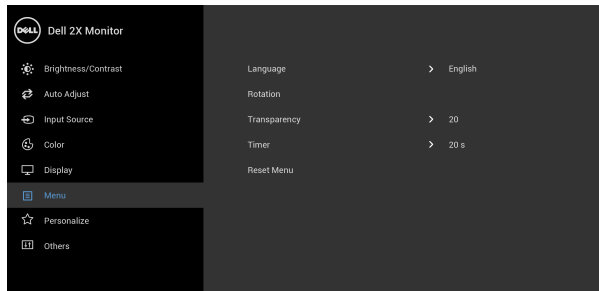 DELL Dell 2X Monitor
Brightness/Contrast
Auto Adjust
Input Source
Color
Display
Menu
Personalize
Others
Language > English
Rotation
Transparency > 20
Timer > 20 s
Reset Menu